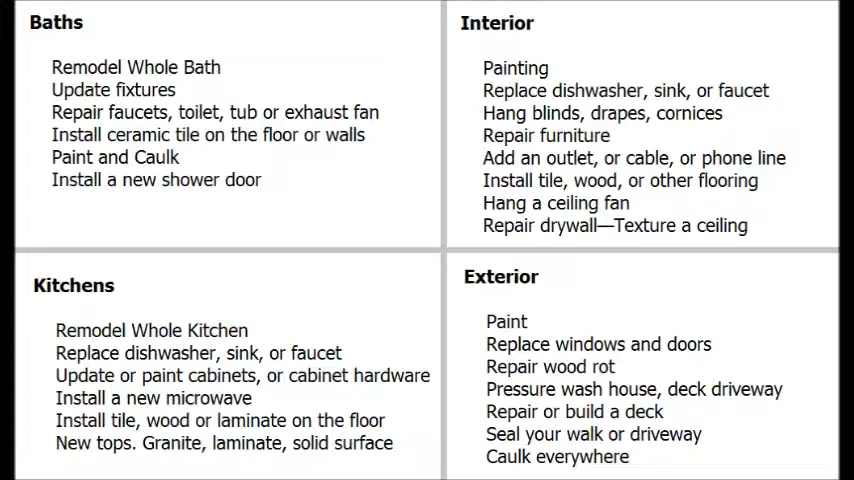 Baths
Remodel Whole Bath
Update fixtures
Repair faucets, toilet, tub or exhaust fan
Install ceramic tile on the floor or walls
Paint and Caulk
Install a new shower door
Interior
Painting
Replace dishwasher, sink, or faucet
Hang blinds, drapes, cornices
Repair furniture
Add an outlet, or cable, or phone line
Install tile, wood, or other flooring
Hang a ceiling fan
Repair drywall—Texture a ceiling
Kitchens
Remodel Whole Kitchen
Replace dishwasher, sink, or faucet
Update or paint cabinets, or cabinet hardware
Install a new microwave
Install tile, wood or laminate on the floor
New tops. Granite, laminate, solid surface
Exterior
Paint
Replace windows and doors
Repair wood rot
Pressure wash house, deck driveway
Repair or build a deck
Seal your walk or driveway
Caulk everywhere